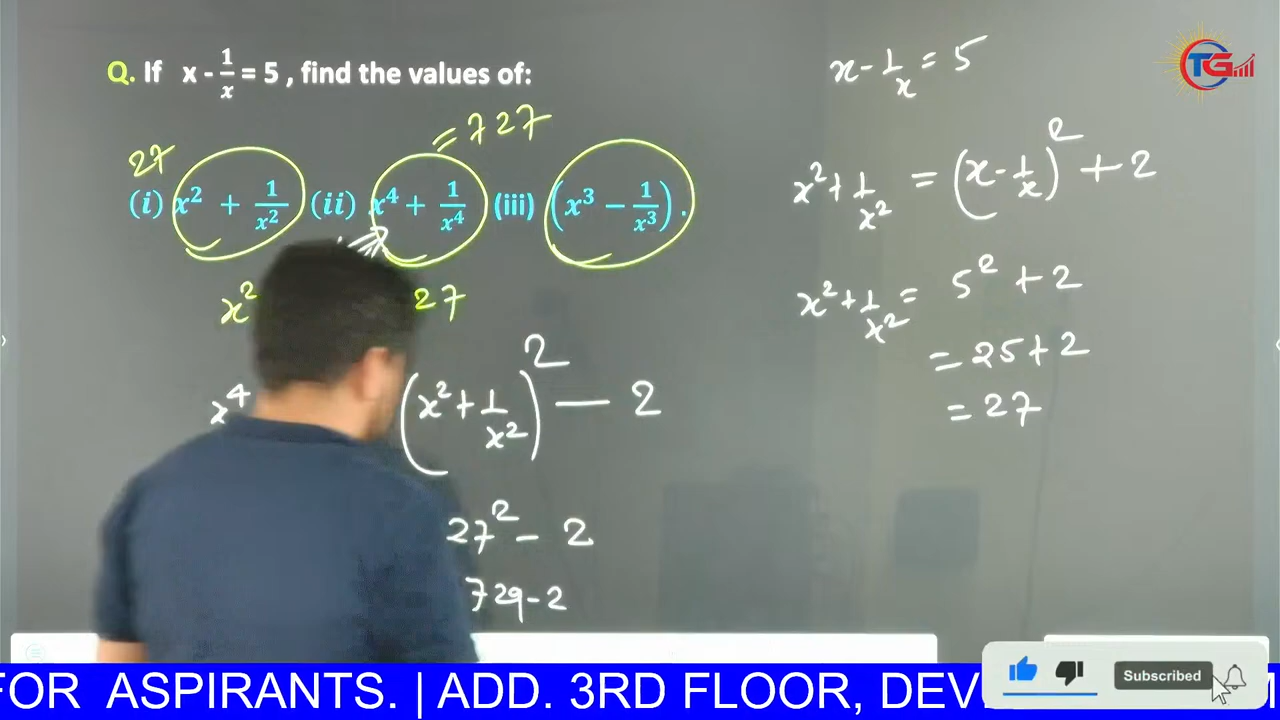 Q. If x - 1/x = 5 , find the values of:
= 727
27
(i) x² + 1/x² (ii) x⁴ + 1/x⁴ (iii) (x³ − 1/x³).
x² 27
x⁴ (x² + 1/x²)² − 2
27² − 2
729 - 2
x - 1/x = 5
x² + 1/x² = (x - 1/x)² + 2
x² + 1/x² = 5² + 2
= 25 + 2
= 27
TG
Subscribed
FOR ASPIRANTS. | ADD. 3RD FLOOR,